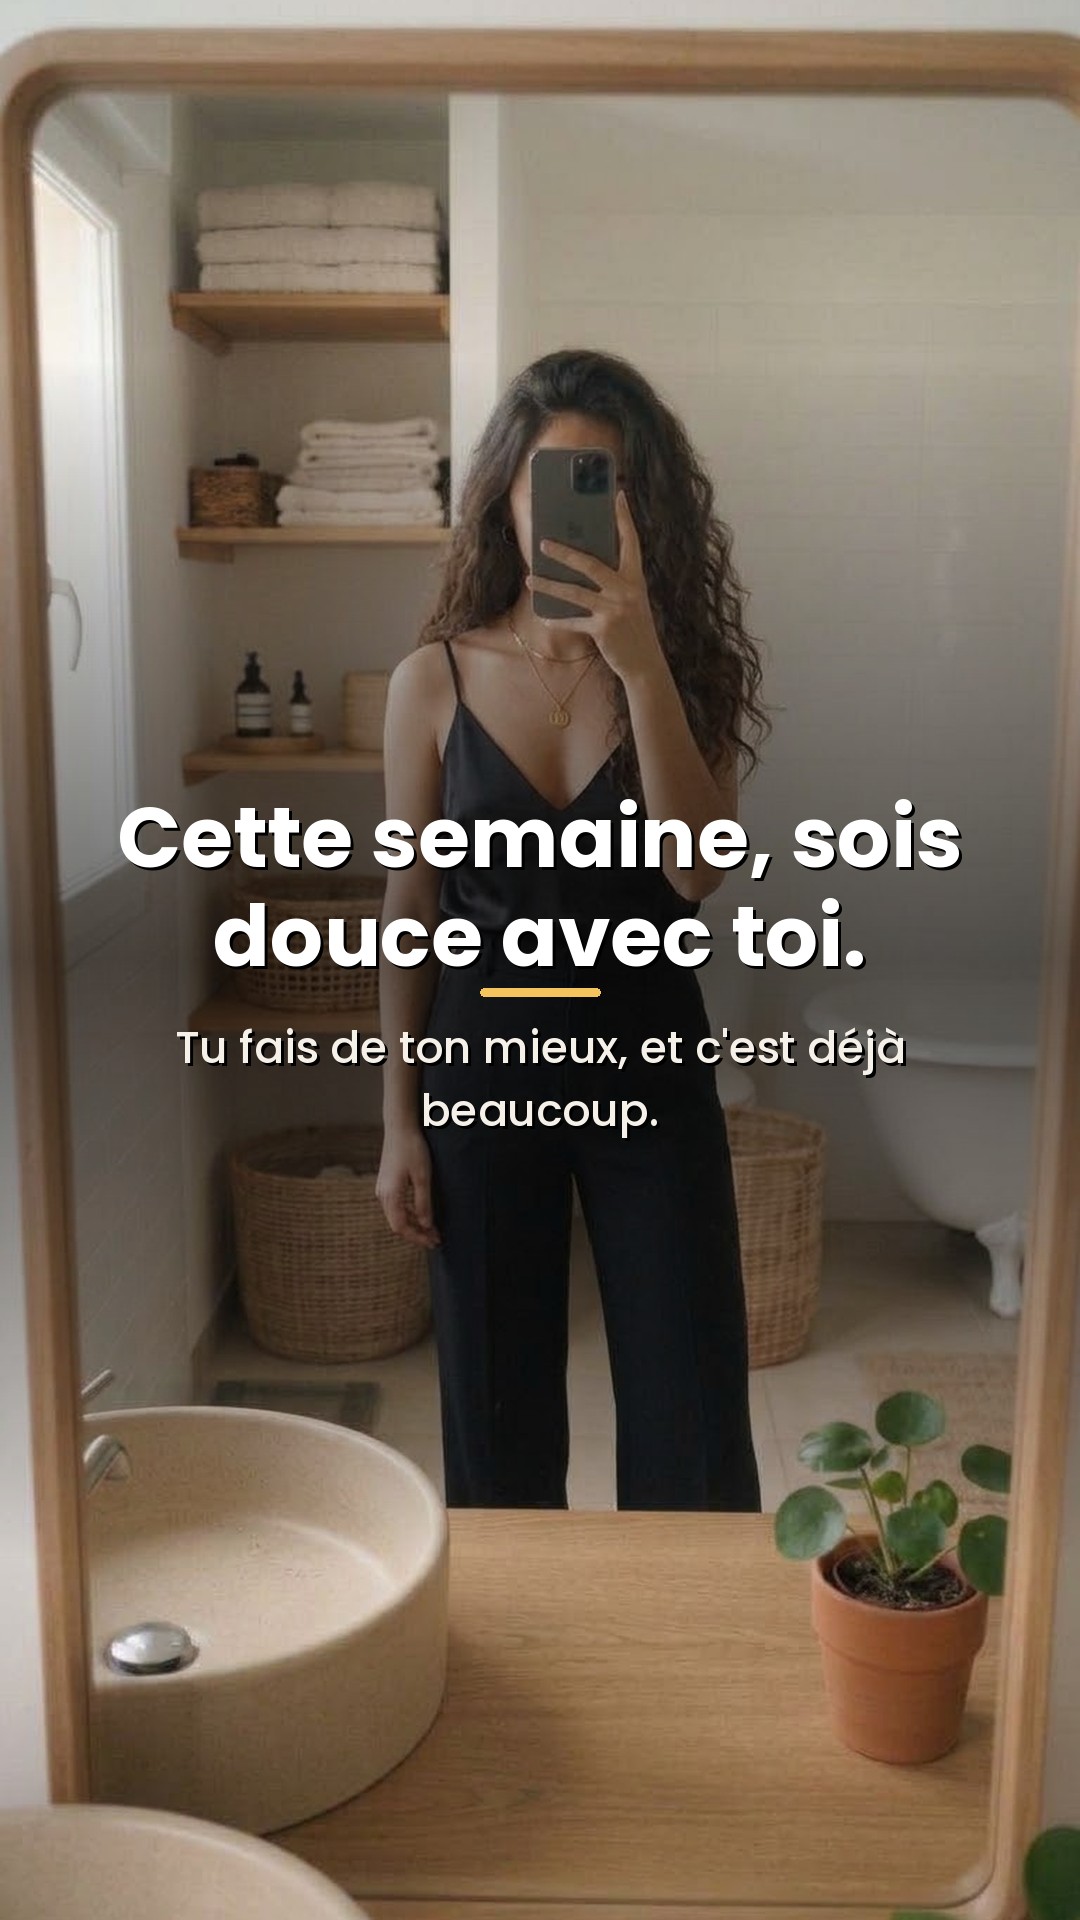 Cette semaine, sois
douce avec toi.
Tu fais de ton mieux, et c'est déjà
beaucoup.